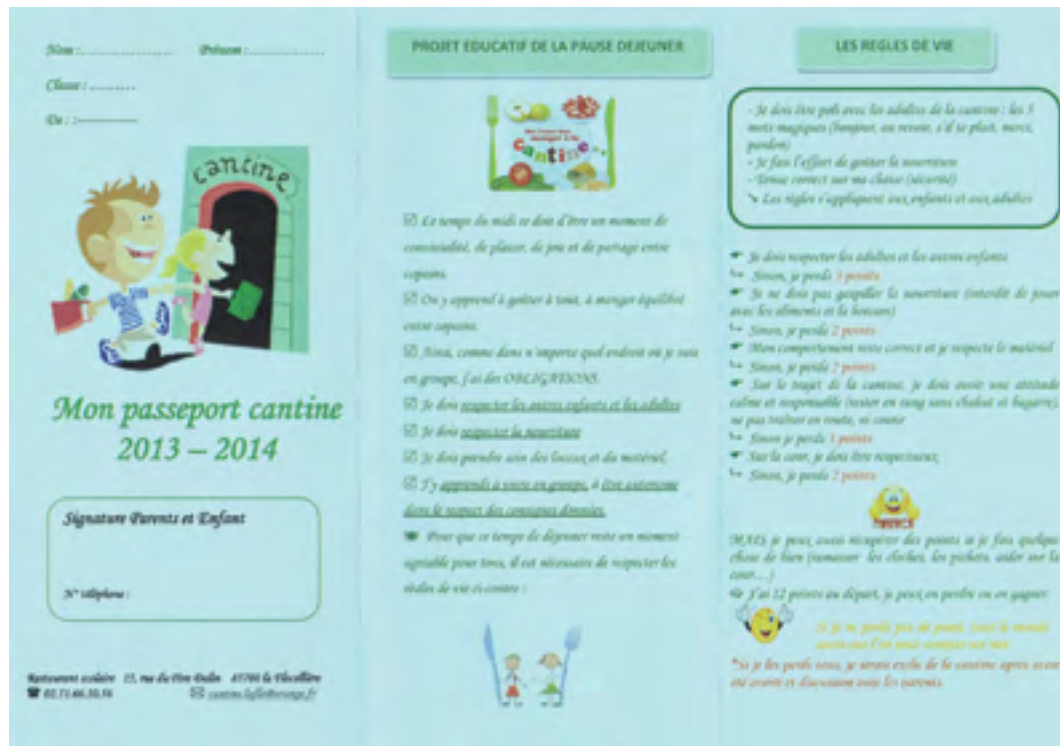 Nom :.................... Prénom :.................
Classe :..........
De : :
cantine
Mon passeport cantine
2013 – 2014
Signature Parents et Enfant
N° téléphone :
Restaurant scolaire 15, rue du Père 85700 la Flocellière
PROJET EDUCATIF DE LA PAUSE DEJEUNER
cantine
Le temps du midi se doit d'être un moment de
convivialité, de plaisir, de joie et de partage entre
copains.
On y apprend à goûter à tout, à manger équilibré
entre copains.
Ainsi, comme dans n'importe quel endroit où je suis
en groupe, j'ai des OBLIGATIONS.
Je dois respecter les autres enfants et les adultes
Je dois respecter la nourriture
Je dois prendre soin des locaux et du matériel.
J'y apprends à vivre en groupe, à être autonome
dans le respect des consignes données.
Pour que ce temps de déjeuner reste un moment
agréable pour tous, il est nécessaire de respecter les
règles de vie ci-contre :
LES REGLES DE VIE
- Je dois être poli avec les adultes de la cantine : les 5
mots magiques (bonjour, au revoir, s'il te plaît, merci,
pardon)
- Je fais l'effort de goûter la nourriture
- Tenue correct sur ma chaise (sécurité)
Les règles s'appliquent aux enfants et aux adultes
Je dois respecter les adultes et les autres enfants
Sinon, je perds 3 points
Je ne dois pas gaspiller la nourriture (interdit de jouer
avec les aliments et la boisson)
Sinon, je perds 2 points
Mon comportement reste correct et je respecte le matériel
Sinon, je perds 2 points
Sur le trajet de la cantine, je dois avoir une attitude
calme et responsable (rester en rang sans chahut et bagarre),
ne pas traîner en route, ni courir
Sinon je perds points
Sur la cour, je dois être respectueux
Sinon, je perds 2 points
MAIS je peux aussi récupérer des points si je fais quelque
chose de bien (ramasser les cloches, les pichets, aider sur la
cour...)
J'ai 12 points au départ, je peux en perdre ou en gagner.
Si je ne perds pas de point, tout le monde
*Si je les perds tous, je serais exclu de la cantine après avoir
été averti et discussion avec les parents.